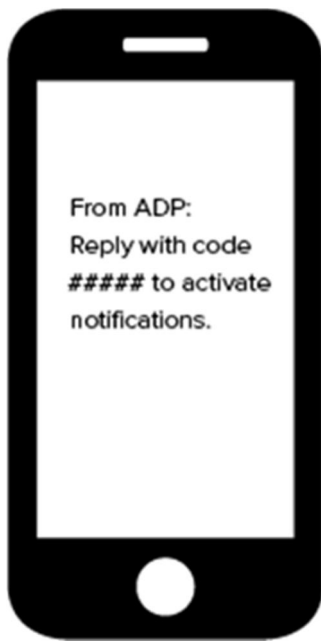 From ADP:
Reply with code
##### to activate
notifications.